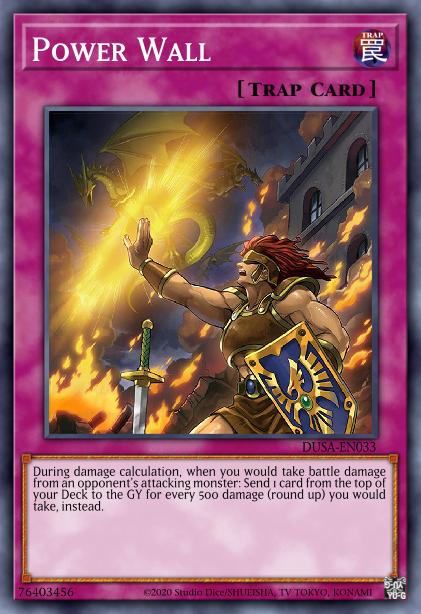 POWER WALL
TRAP
罠
[TRAP CARD]
DUSA-EN033
During damage calculation, when you would take battle damage
from an opponent's attacking monster: Send 1 card from the top
of your Deck to the GY for every 500 damage (round up) you would
take, instead.
76403456
©2020 Studio Dice/SHUEISHA, TV TOKYO, KONAMI